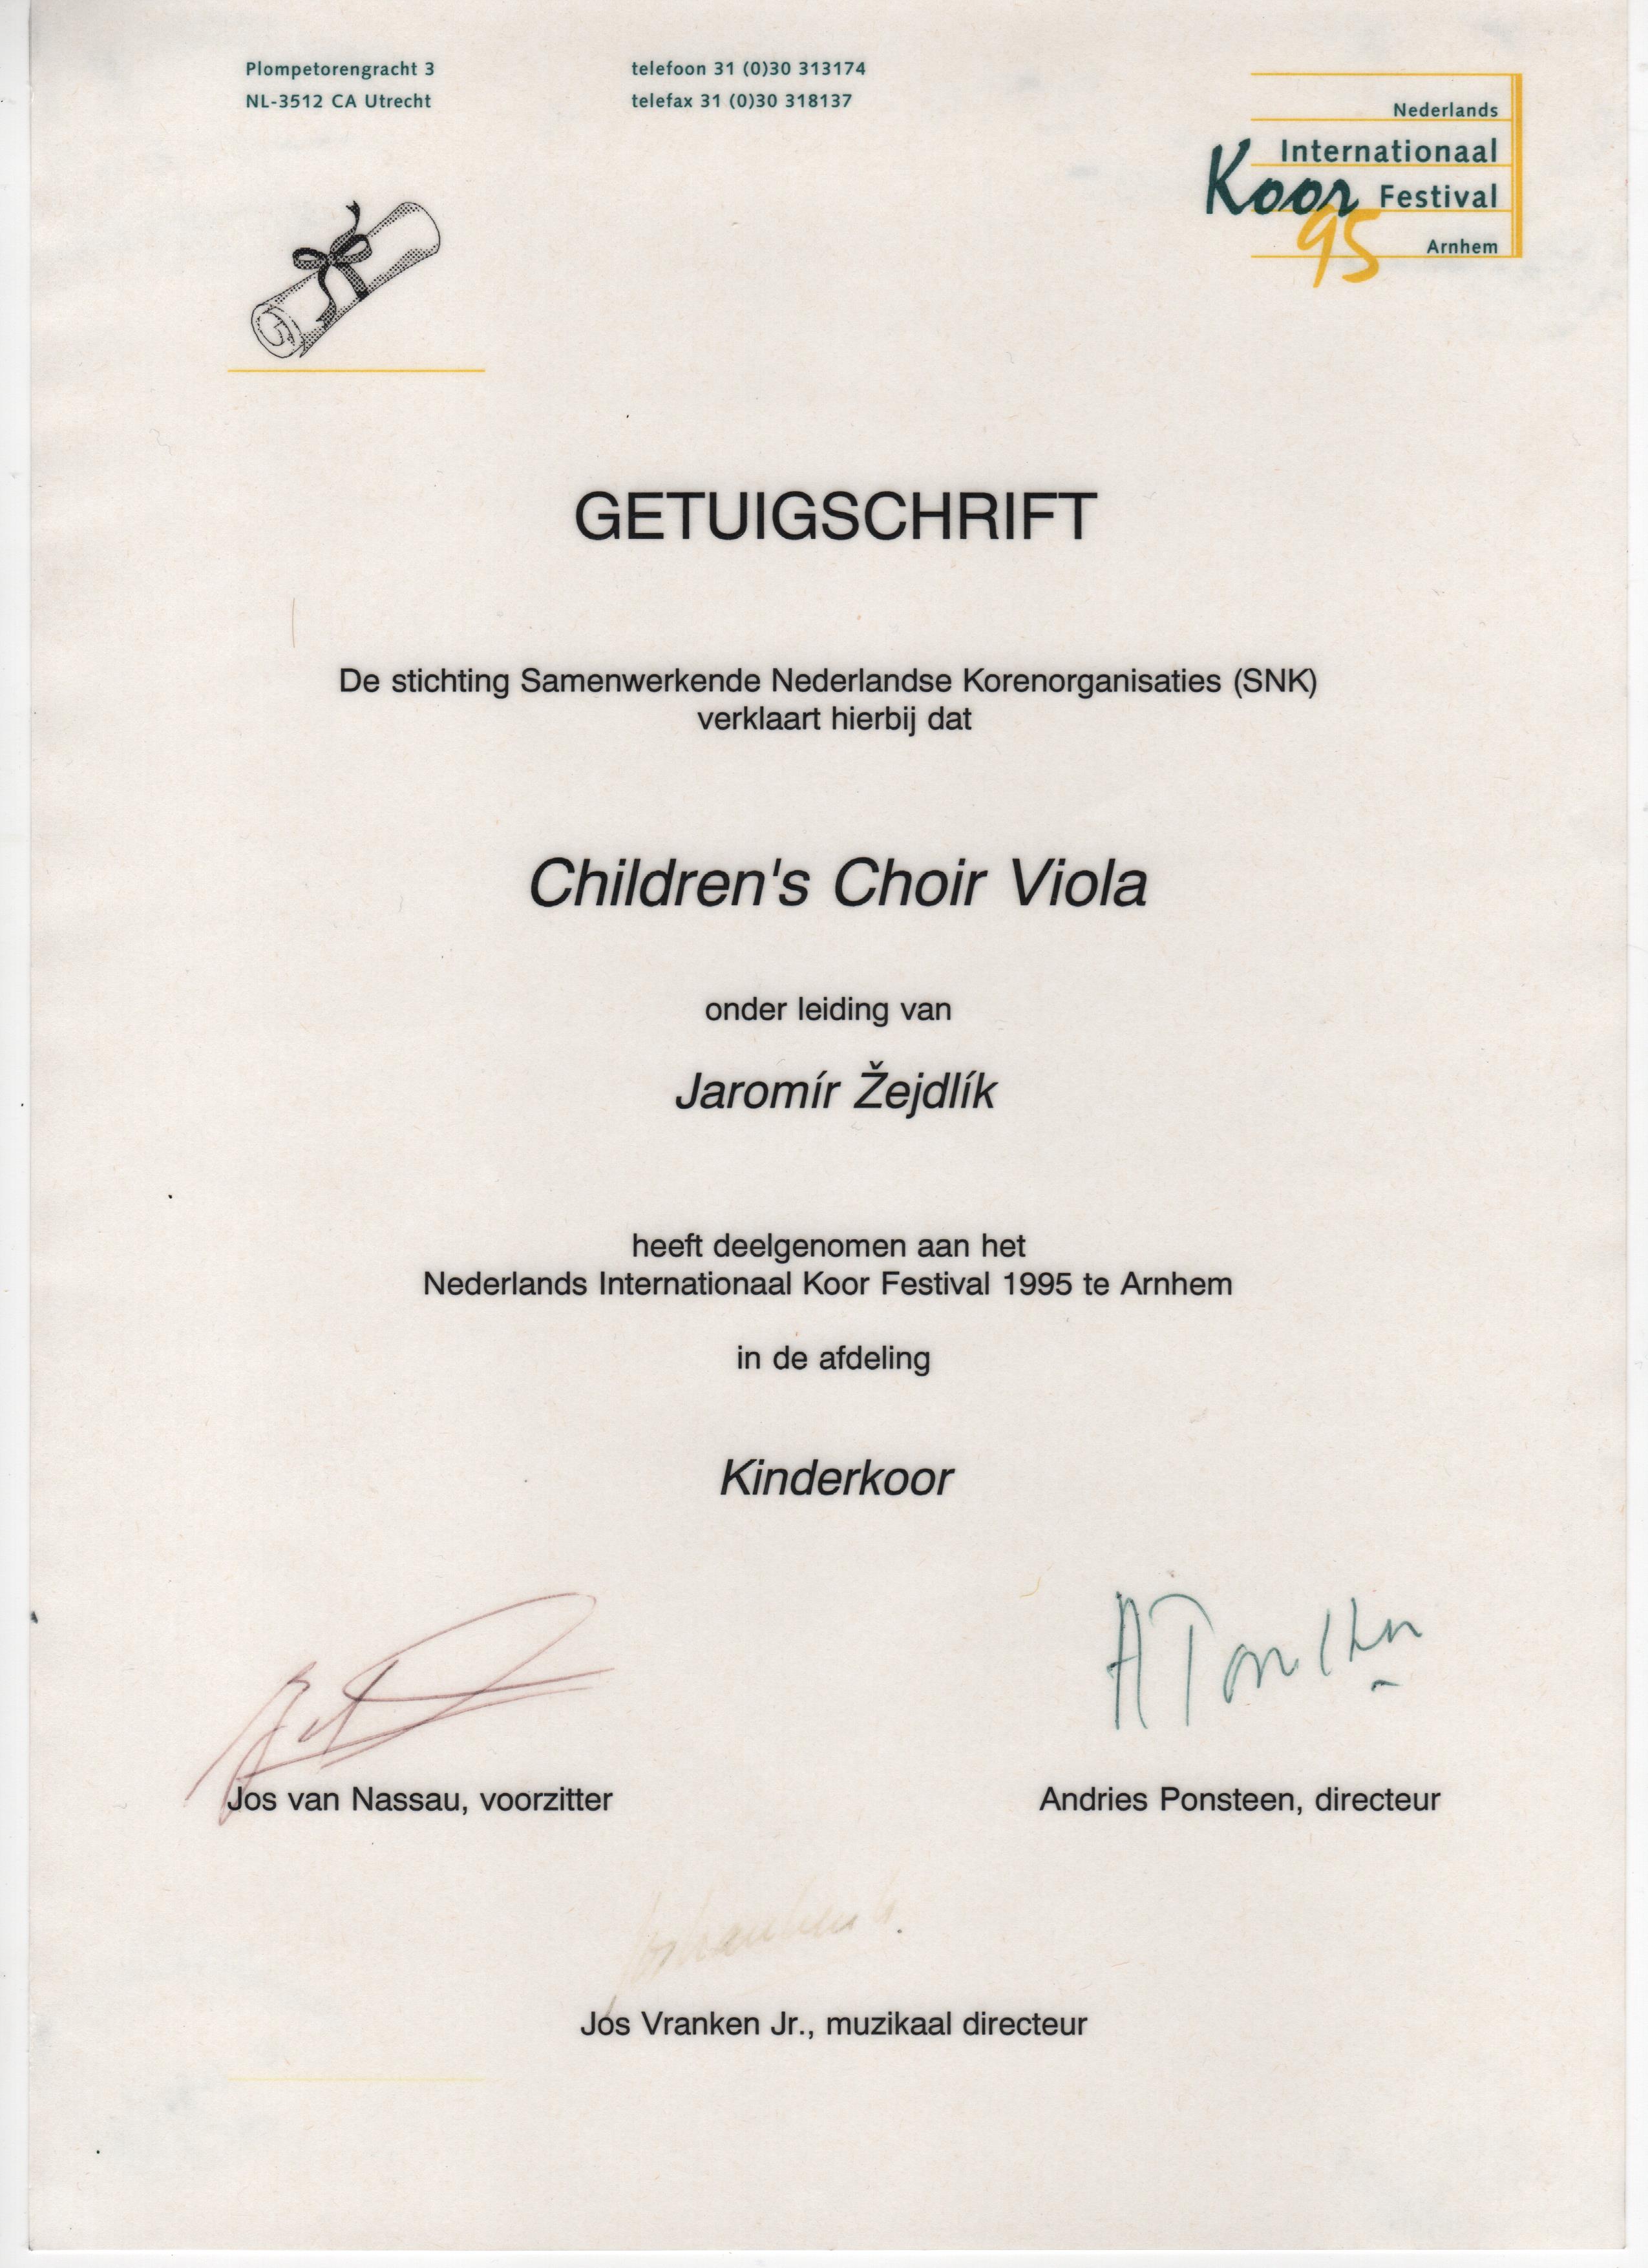 Plompetorengracht 3
NL-3512 CA Utrecht
telefoon 31 (0)30 313174
telefax 31 (0)30 318137
Nederlands
Internationaal
Koor Festival
95
Arnhem
GETUIGSCHRIFT
De stichting Samenwerkende Nederlandse Korenorganisaties (SNK)
verklaart hierbij dat
Children's Choir Viola
onder leiding van
Jaromír Žejdlík
heeft deelgenomen aan het
Nederlands Internationaal Koor Festival 1995 te Arnhem
in de afdeling
Kinderkoor
Jos van Nassau, voorzitter
Andries Ponsteen, directeur
Jos Vranken Jr., muzikaal directeur